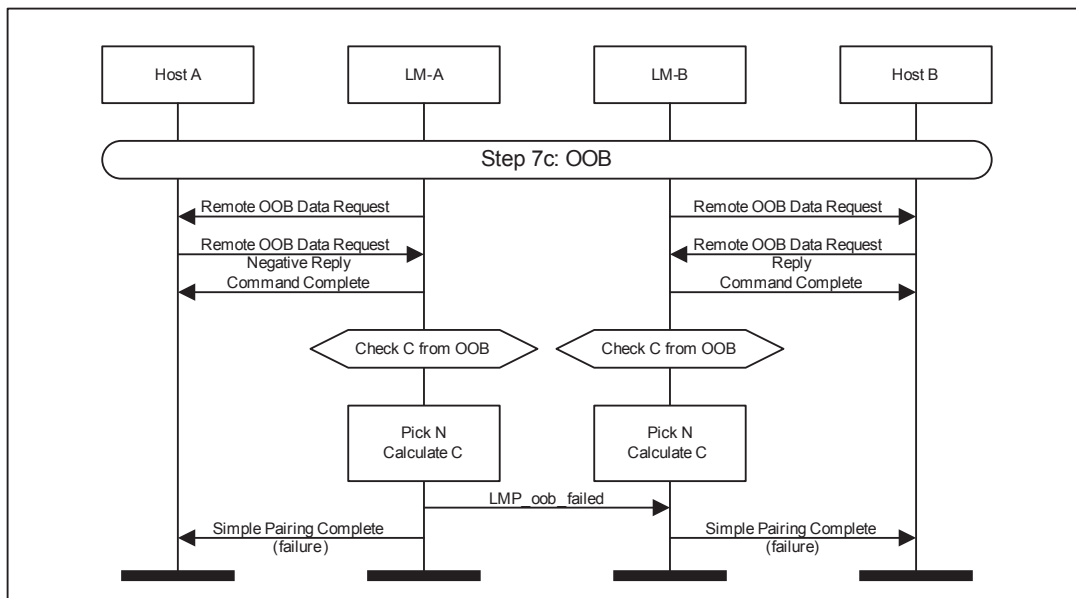 Host A
LM-A
LM-B
Host B
Step 7c: OOB
Remote OOB Data Request
Remote OOB Data Request
Remote OOB Data Request
Negative Reply
Remote OOB Data Request
Reply
Command Complete
Command Complete
Check C from OOB
Check C from OOB
Pick N
Calculate C
Pick N
Calculate C
LMP_oob_failed
Simple Pairing Complete
(failure)
Simple Pairing Complete
(failure)